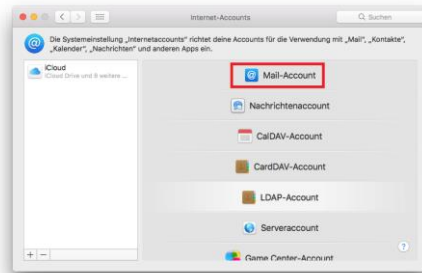 Internet-Accounts
Suchen
Die Systemeinstellung „Internetaccounts“ richtet deine Accounts für die Verwendung mit „Mail“, „Kontakte“,
„Kalender“, „Nachrichten“ und anderen Apps ein.
iCloud
iCloud Drive und 8 weitere ...
Mail-Account
Nachrichtenaccount
CalDAV-Account
CardDAV-Account
LDAP-Account
Serveraccount
Game Center-Account